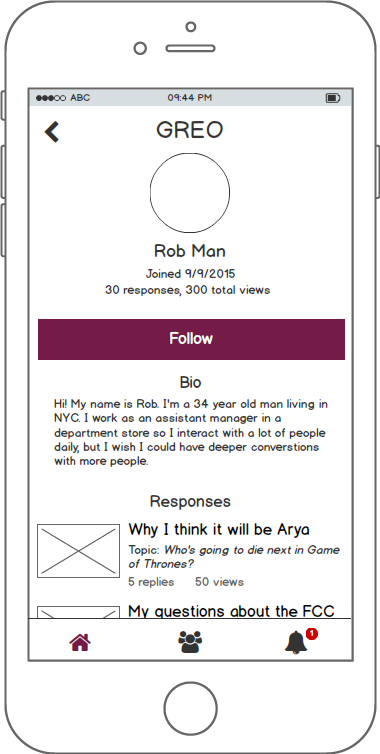 ABC 09:44 PM
GREO
Rob Man
Joined 9/9/2015
30 responses, 300 total views
Follow
Bio
Hi! My name is Rob. I'm a 34 year old man living in
NYC. I work as an assistant manager in a
department store so I interact with a lot of people
daily, but I wish I could have deeper converstions
with more people.
Responses
Why I think it will be Arya
Topic: Who's going to die next in Game
of Thrones?
5 replies 50 views
My questions about the FCC
1